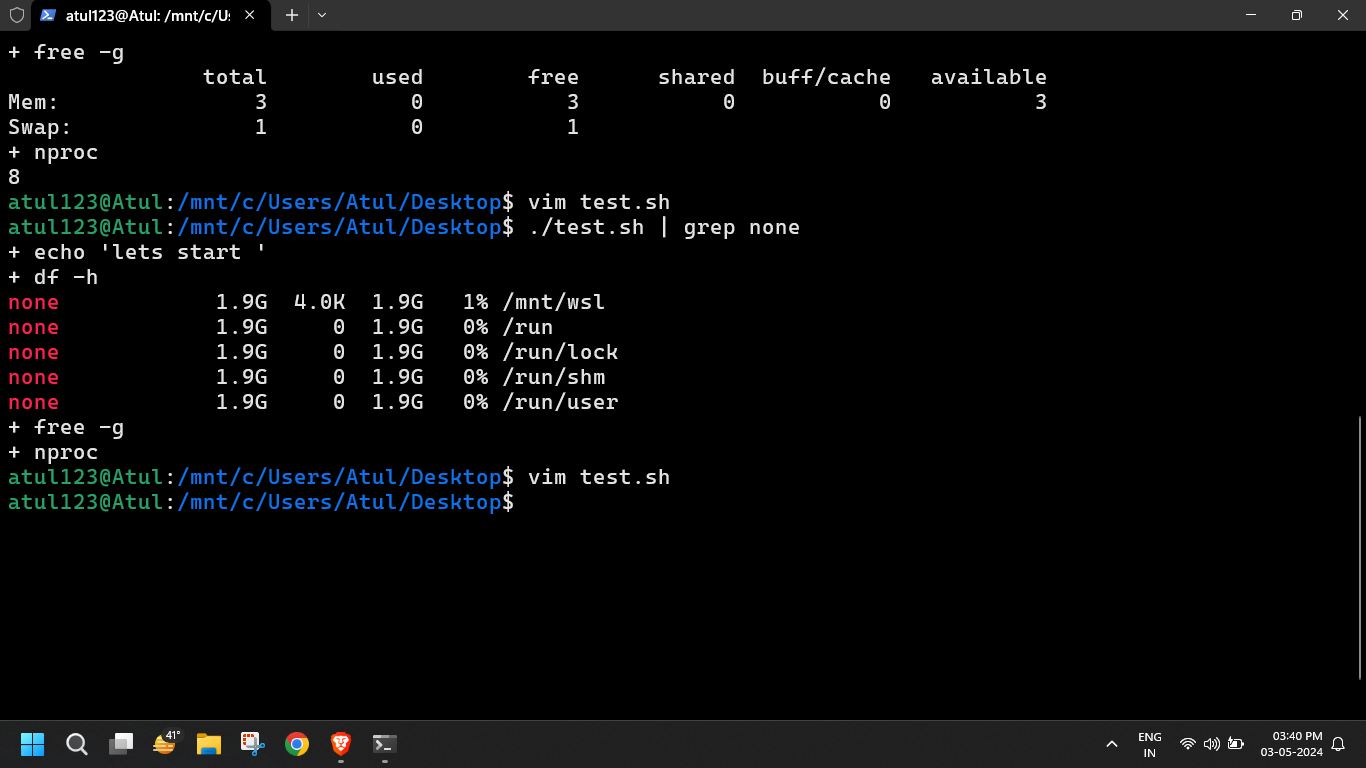 atul123@Atul: /mnt/c/U:
+ free -g
total used free shared buff/cache available
Mem: 3 0 3 0 0 3
Swap: 1 0 1
+ nproc
8
atul123@Atul:/mnt/c/Users/Atul/Desktop$ vim test.sh
atul123@Atul:/mnt/c/Users/Atul/Desktop$ ./test.sh | grep none
+ echo 'lets start '
+ df -h
none 1.9G 4.0K 1.9G 1% /mnt/wsl
none 1.9G 0 1.9G 0% /run
none 1.9G 0 1.9G 0% /run/lock
none 1.9G 0 1.9G 0% /run/shm
none 1.9G 0 1.9G 0% /run/user
+ free -g
+ nproc
atul123@Atul:/mnt/c/Users/Atul/Desktop$ vim test.sh
atul123@Atul:/mnt/c/Users/Atul/Desktop$
41°
ENG
IN
03:40 PM
03-05-2024